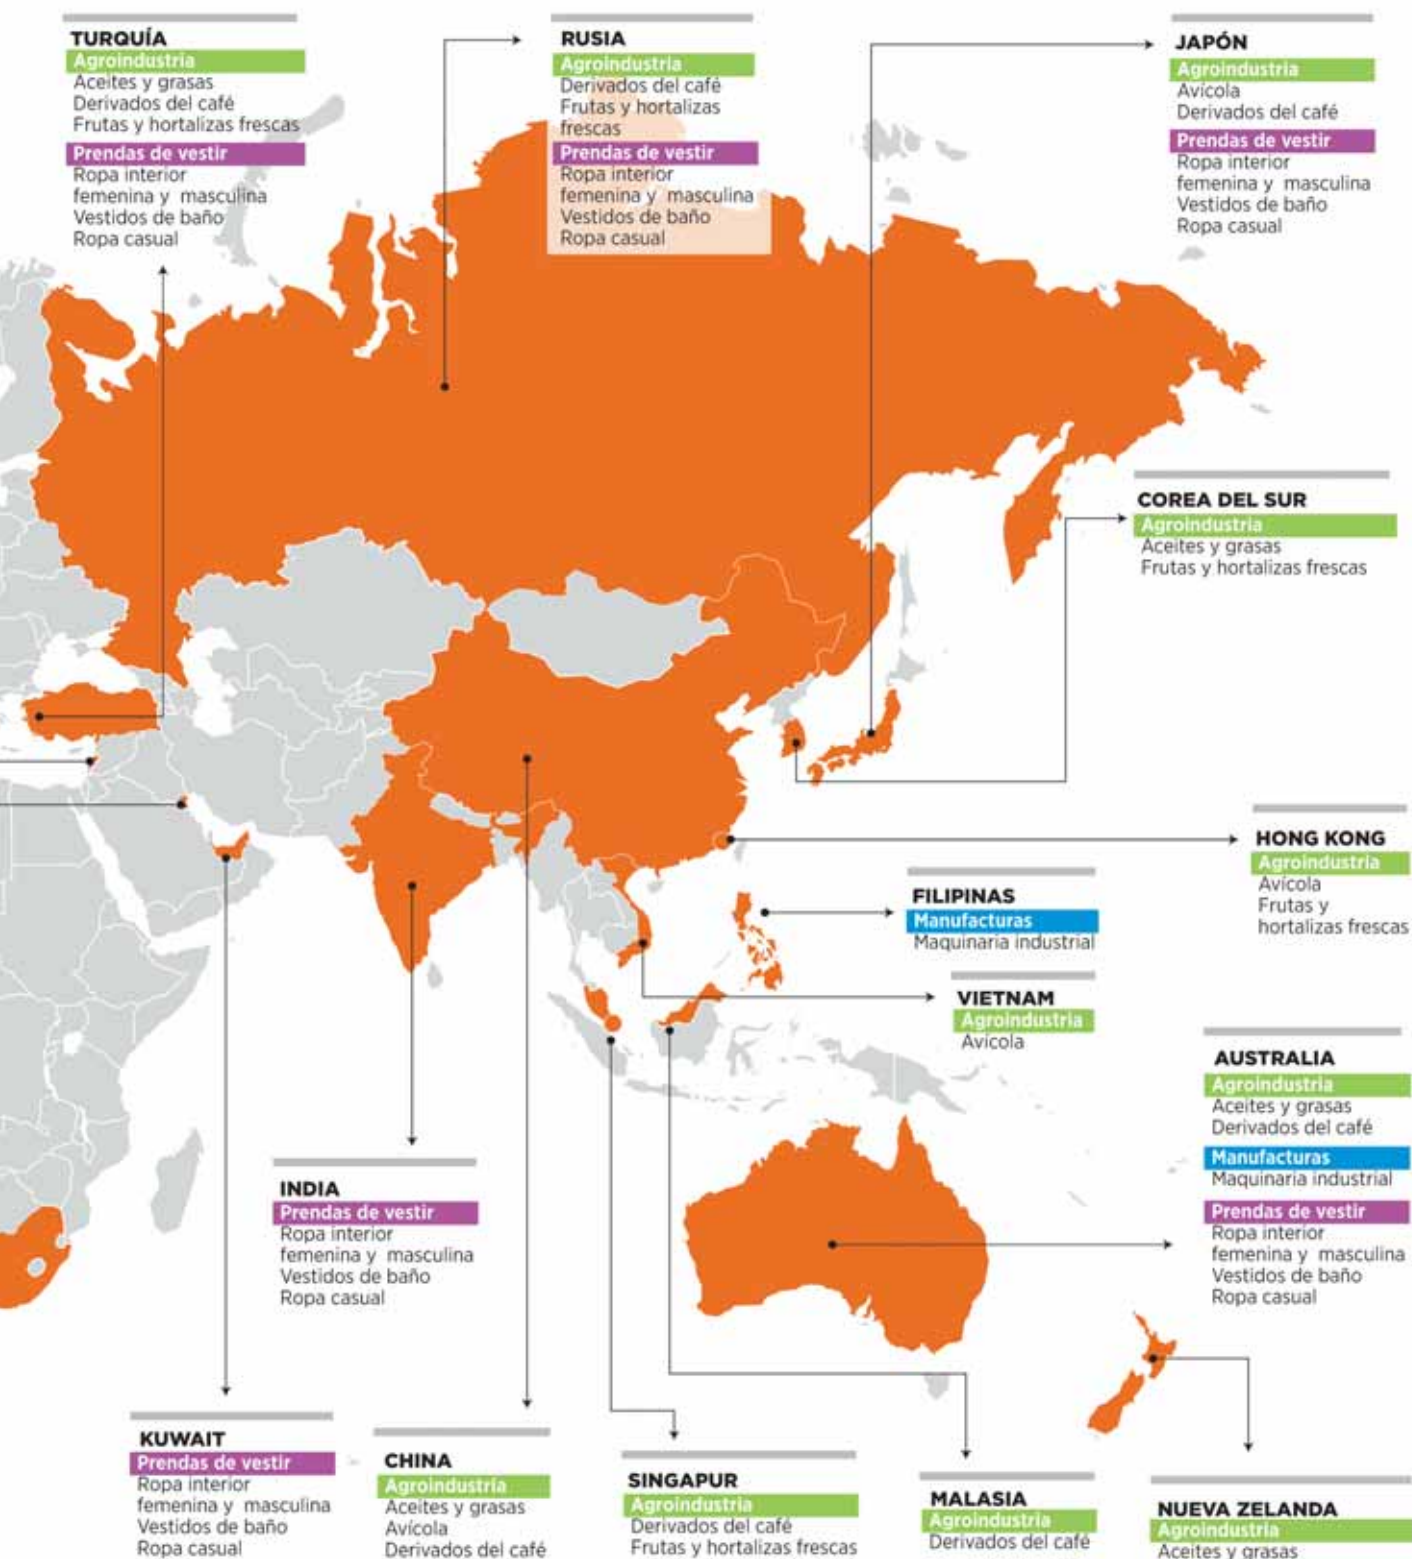 TURQUÍA
Agroindustria
Aceites y grasas
Derivados del café
Frutas y hortalizas frescas
Prendas de vestir
Ropa interior
femenina y masculina
Vestidos de baño
Ropa casual
RUSIA
Agroindustria
Derivados del café
Frutas y hortalizas
frescas
Prendas de vestir
Ropa interior
femenina y masculina
Vestidos de baño
Ropa casual
JAPÓN
Agroindustria
Avícola
Derivados del café
Prendas de vestir
Ropa interior
femenina y masculina
Vestidos de baño
Ropa casual
COREA DEL SUR
Agroindustria
Aceites y grasas
Frutas y hortalizas frescas
HONG KONG
Agroindustria
Avícola
Frutas y
hortalizas frescas
FILIPINAS
Manufacturas
Maquinaria industrial
VIETNAM
Agroindustria
Avícola
AUSTRALIA
Agroindustria
Aceites y grasas
Derivados del café
Manufacturas
Maquinaria industrial
Prendas de vestir
Ropa interior
femenina y masculina
Vestidos de baño
Ropa casual
INDIA
Prendas de vestir
Ropa interior
femenina y masculina
Vestidos de baño
Ropa casual
KUWAIT
Prendas de vestir
Ropa interior
femenina y masculina
Vestidos de baño
Ropa casual
CHINA
Agroindustria
Aceites y grasas
Avícola
Derivados del café
SINGAPUR
Agroindustria
Derivados del café
Frutas y hortalizas frescas
MALASIA
Agroindustria
Derivados del café
NUEVA ZELANDA
Agroindustria
Aceites y grasas